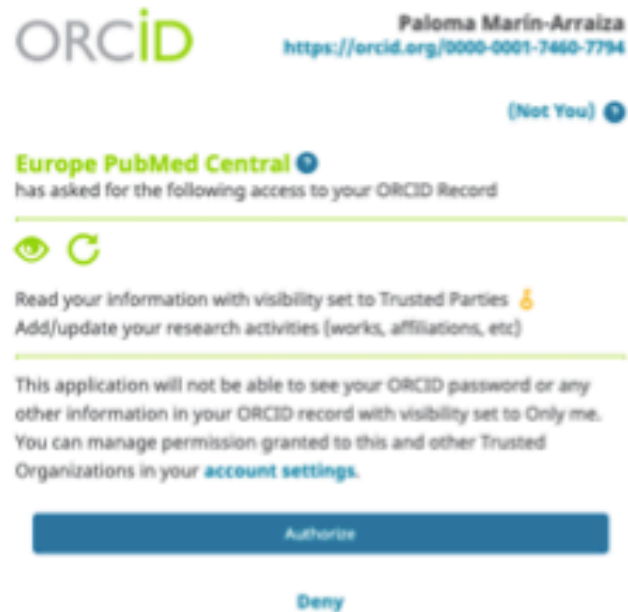 ORCID
Paloma Marín-Arraiza
https://orcid.org/0000-0001-7460-7794
(Not You) ?
Europe PubMed Central ?
has asked for the following access to your ORCID Record
Read your information with visibility set to Trusted Parties
Add/update your research activities (works, affiliations, etc)
This application will not be able to see your ORCID password or any
other information in your ORCID record with visibility set to Only me.
You can manage permission granted to this and other Trusted
Organizations in your account settings.
Authorize
Deny